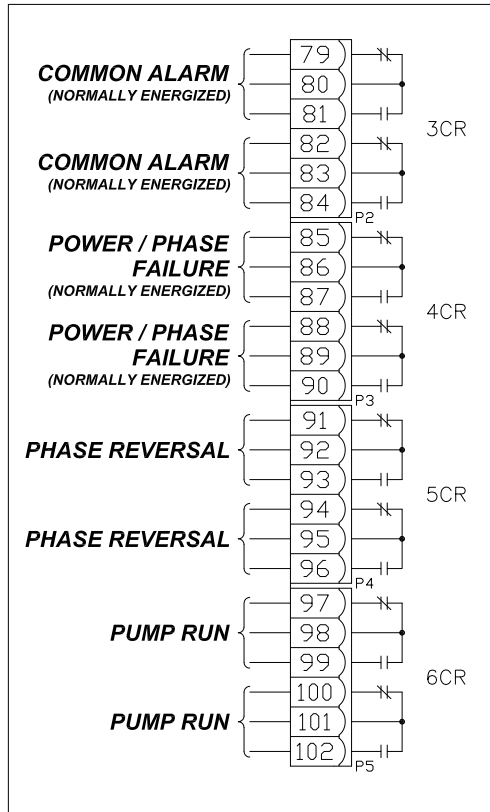 COMMON ALARM
(NORMALLY ENERGIZED)
79
80
81
COMMON ALARM
(NORMALLY ENERGIZED)
82
83
84
3CR
P2
POWER / PHASE
FAILURE
(NORMALLY ENERGIZED)
85
86
87
POWER / PHASE
FAILURE
(NORMALLY ENERGIZED)
88
89
90
4CR
P3
PHASE REVERSAL
91
92
93
PHASE REVERSAL
94
95
96
5CR
P4
PUMP RUN
97
98
99
PUMP RUN
100
101
102
6CR
P5